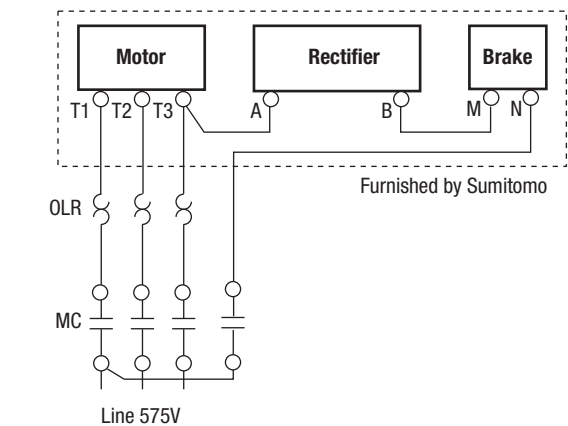 Motor
Rectifier
Brake
T1 T2 T3 A B M N
Furnished by Sumitomo
OLR
MC
Line 575V